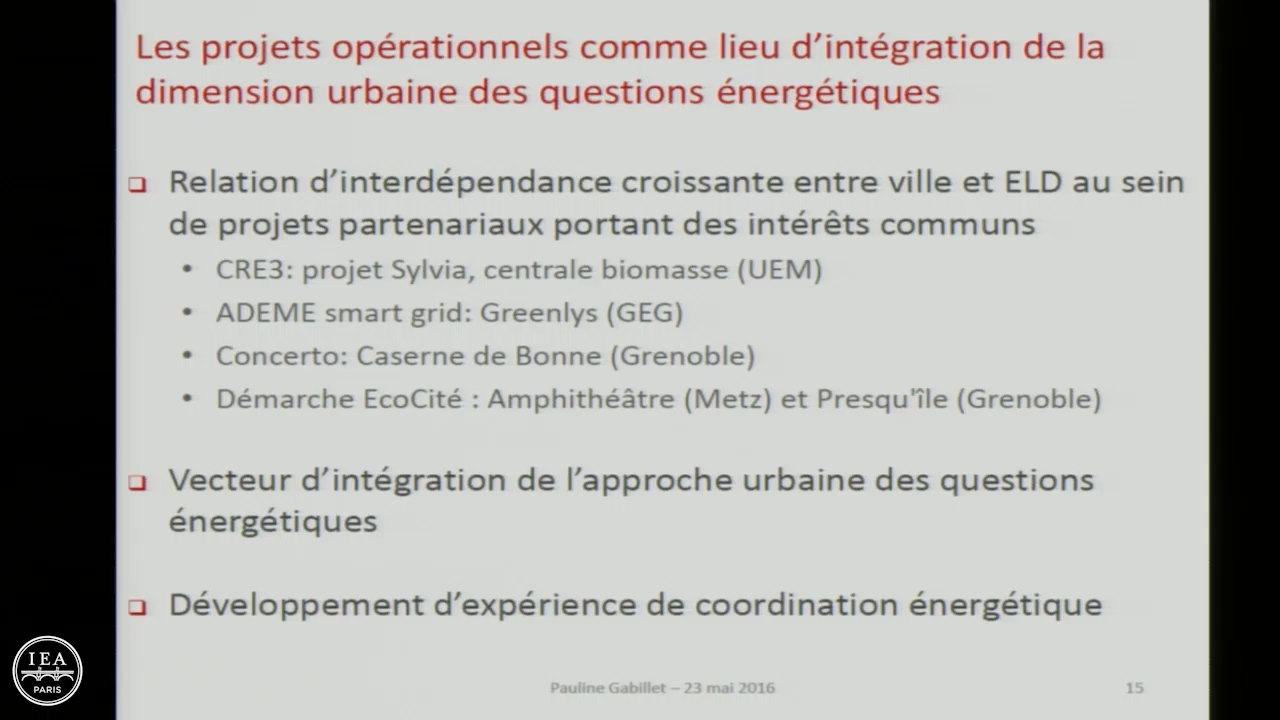 Les projets opérationnels comme lieu d’intégration de la
dimension urbaine des questions énergétiques
Relation d’interdépendance croissante entre ville et ELD au sein
de projets partenariaux portant des intérêts communs
• CRE3: projet Sylvia, centrale biomasse (UEM)
• ADEME smart grid: Greenlys (GEG)
• Concerto: Caserne de Bonne (Grenoble)
• Démarche EcoCité : Amphithéâtre (Metz) et Presqu'île (Grenoble)
Vecteur d’intégration de l’approche urbaine des questions
énergétiques
Développement d’expérience de coordination énergétique
Pauline Gabillet – 23 mai 2016
15
IEA
PARIS